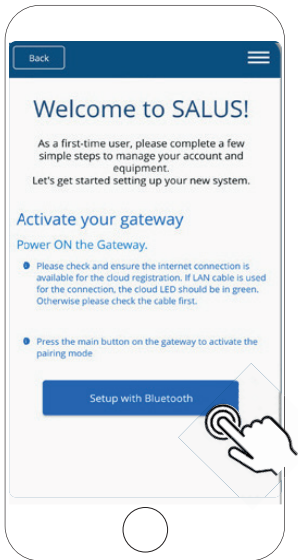 Back
Welcome to SALUS!
As a first-time user, please complete a few
simple steps to manage your account and
equipment.
Let's get started setting up your new system.
Activate your gateway
Power ON the Gateway.
Please check and ensure the internet connection is
available for the cloud registration. If LAN cable is used
for the connection, the cloud LED should be in green.
Otherwise please check the cable first.
Press the main button on the gateway to activate the
pairing mode
Setup with Bluetooth